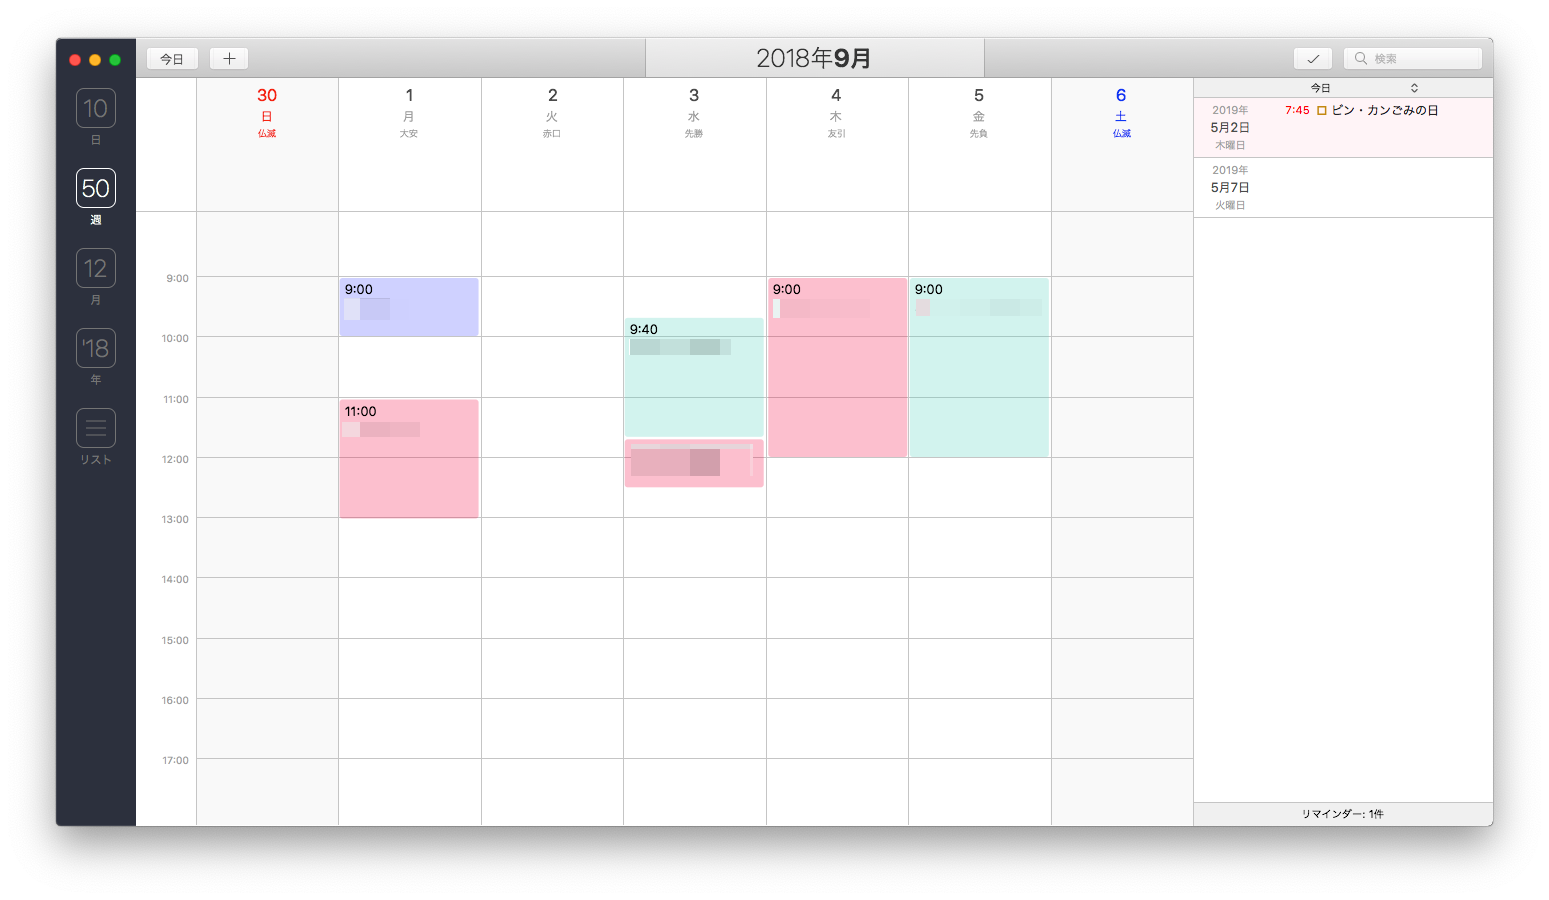 10
日
50
週
12
月
'18
年
リスト
今日
2018年9月
検索
30
日
仏滅
1
月
大安
2
火
赤口
3
水
先勝
4
木
友引
5
金
先負
6
土
仏滅
9:00
10:00
11:00
12:00
13:00
14:00
15:00
16:00
17:00
9:00
11:00
9:40
9:00
9:00
今日
2019年
5月2日
木曜日
7:45 ビン・カンごみの日
2019年
5月7日
火曜日
リマインダー: 1件